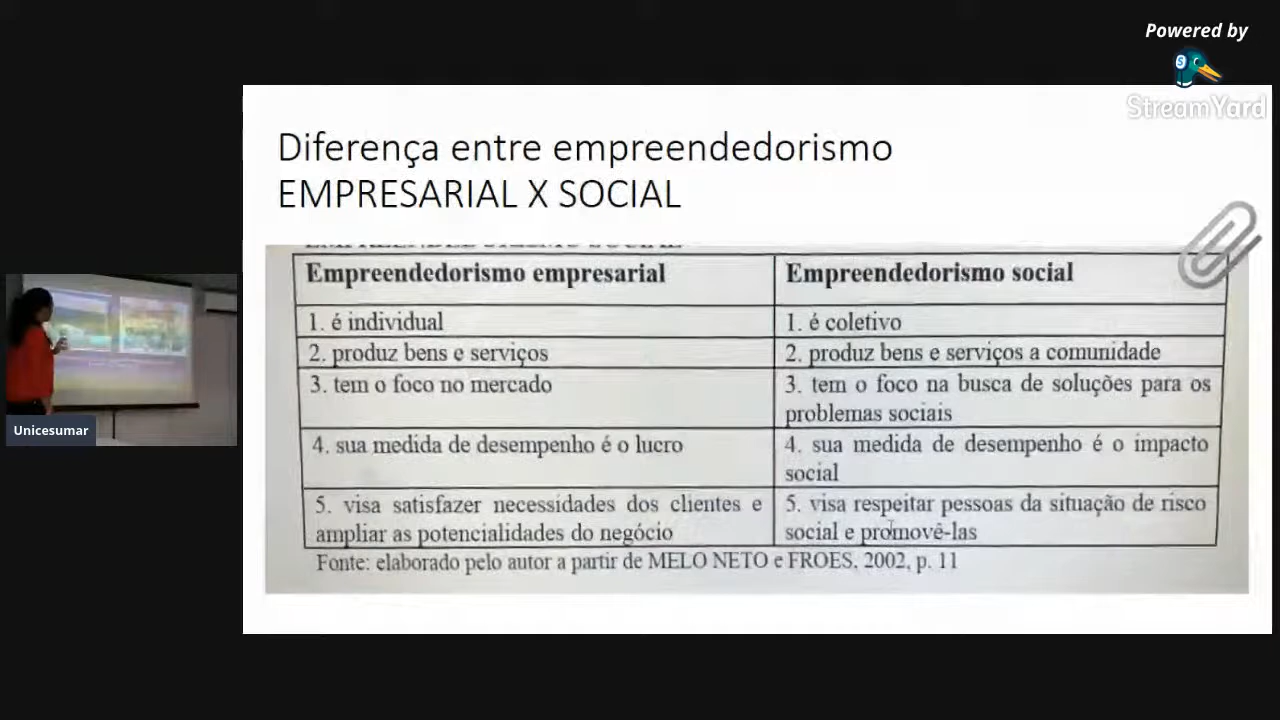 Powered by
StreamYard
Diferença entre empreendedorismo
EMPRESARIAL X SOCIAL
Empreendedorismo empresarial
Empreendedorismo social
1. é individual
1. é coletivo
2. produz bens e serviços
2. produz bens e serviços a comunidade
3. tem o foco no mercado
3. tem o foco na busca de soluções para os
problemas sociais
4. sua medida de desempenho é o lucro
4. sua medida de desempenho é o impacto
social
5. visa satisfazer necessidades dos clientes e
ampliar as potencialidades do negócio
5. visa respeitar pessoas da situação de risco
social e promovê-las
Fonte: elaborado pelo autor a partir de MELO NETO e FROES, 2002, p. 11
Unicesumar